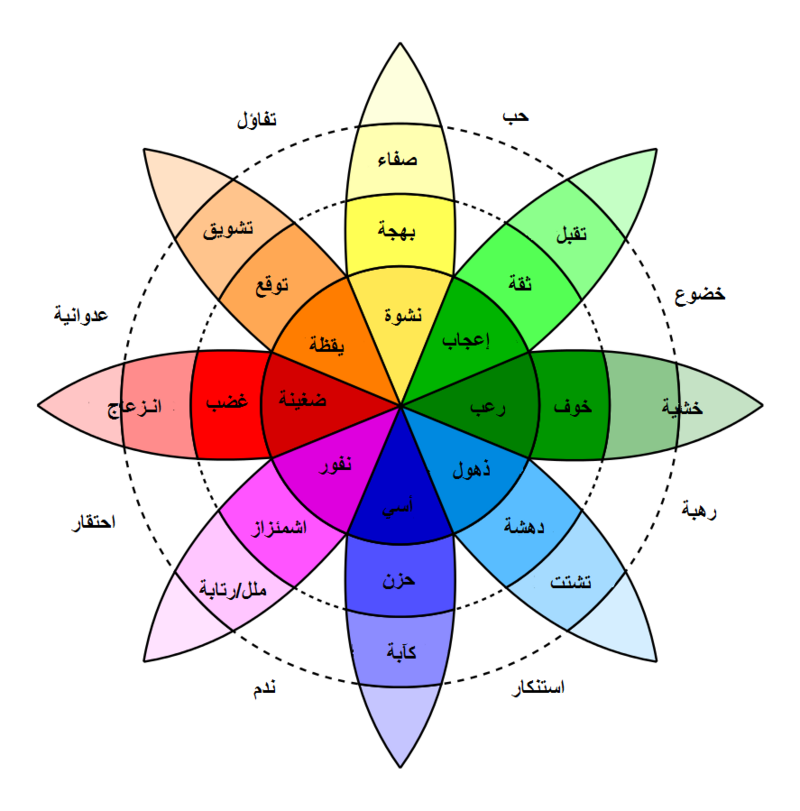 حب
تفاؤل
صفاء
تقبل
تشويق
بهجة
ثقة
توقع
خضوع
عدوانية
نشوة
إعجاب
يقظة
ضغينة
غضب
انزعاج
رعب
خوف
خشية
نفور
ذهول
أسي
رهبة
احتقار
دهشة
اشمئزاز
حزن
تشتت
ملل/رتابة
كآبة
استنكار
ندم